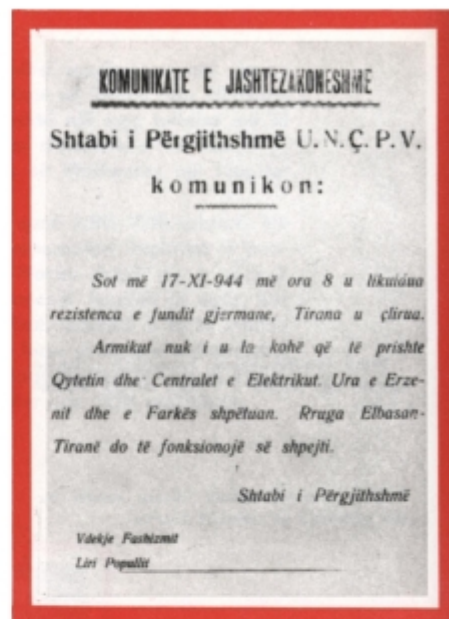 KOMUNIKATE E JASHTEZAKONESHME
Shtabi i Përgjithshmë U.N.Ç.P.V.
komunikon:
Sot më 17-XI-944 më ora 8 u likuidua
rezistenca e fundit gjermane, Tirana u çlirua.
Armikut nuk i u la kohë që të prishte
Qytetin dhe Centralet e Elektrikut. Ura e Erze-
nit dhe e Farkës shpëtuan. Rruga Elbasan-
Tiranë do të fonksionojë së shpejti.
Shtabi i Përgjithshmë
Vdekje Fashizmit
Liri Popullit